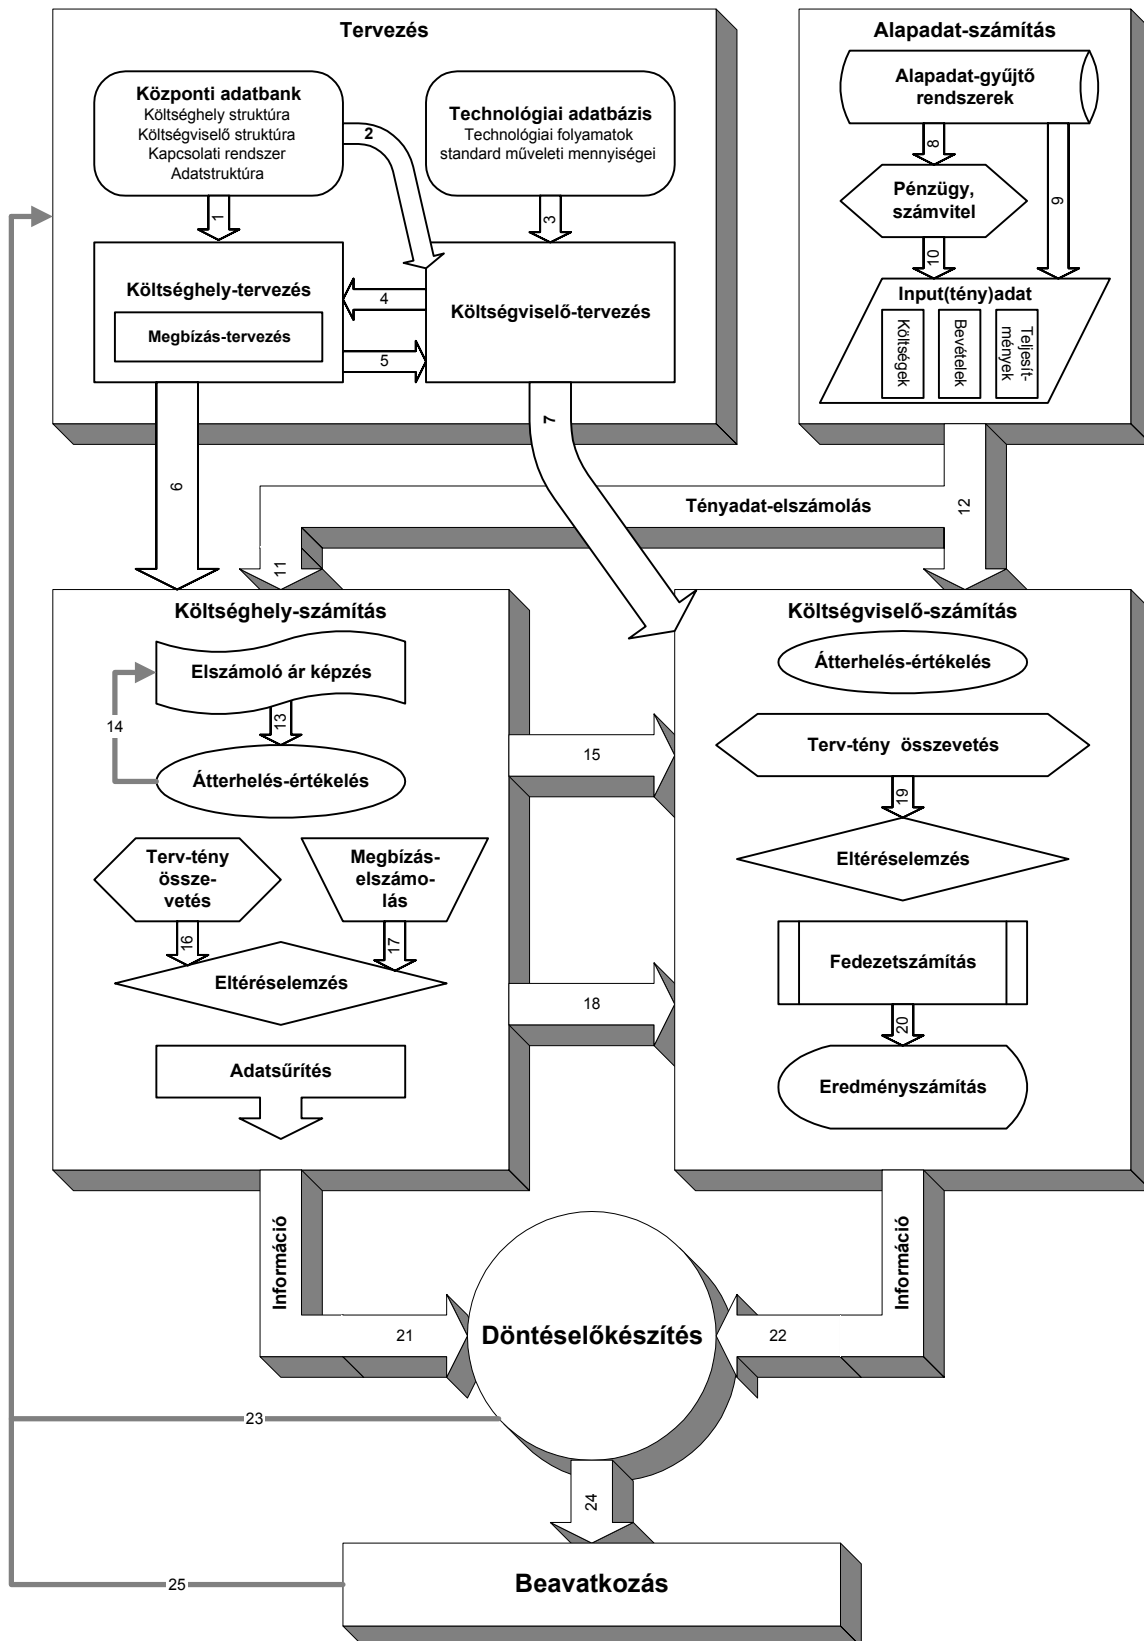 Tervezés
Központi adatbank
Költséghely struktúra
Költségviselő struktúra
Kapcsolati rendszer
Adatstruktúra
2
Technológiai adatbázis
Technológiai folyamatok
standard műveleti mennyiségei
1
3
Költséghely-tervezés
Megbízás-tervezés
4
5
Költségviselő-tervezés
Alapadat-számítás
Alapadat-gyűjtő
rendszerek
8
9
Pénzügy,
számvitel
10
Input(tény)adat
Költségek
Bevételek
Teljesít-
mények
6
7
Tényadat-elszámolás
12
11
Költséghely-számítás
Elszámoló ár képzés
14
13
Átterhelés-értékelés
Terv-tény
össze-
vetés
Megbízás-
elszámo-
lás
16
17
Eltéréselemzés
Adatsűrítés
15
18
Költségviselő-számítás
Átterhelés-értékelés
Terv-tény összevetés
19
Eltéréselemzés
Fedezetszámítás
20
Eredményszámítás
Információ
Információ
21
Döntéselőkészítés
22
23
24
25
Beavatkozás